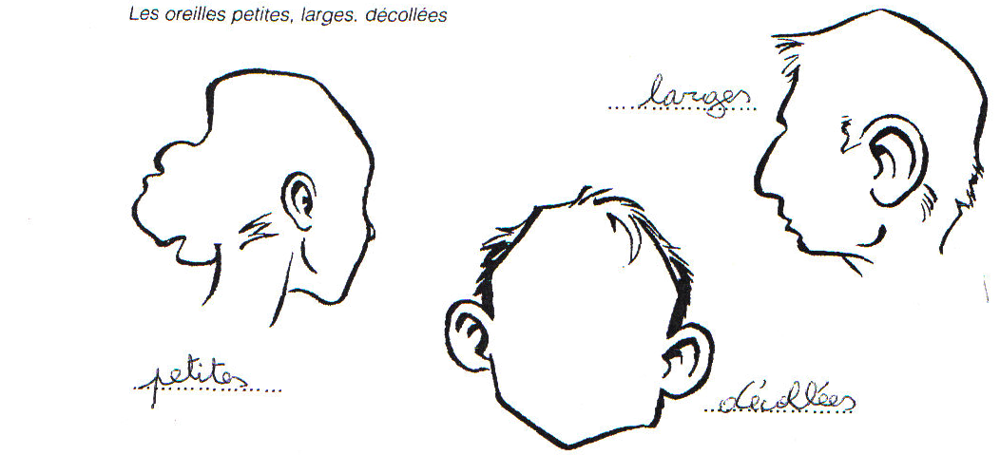 Les oreilles petites, larges. décollées
larges
petites
décollées